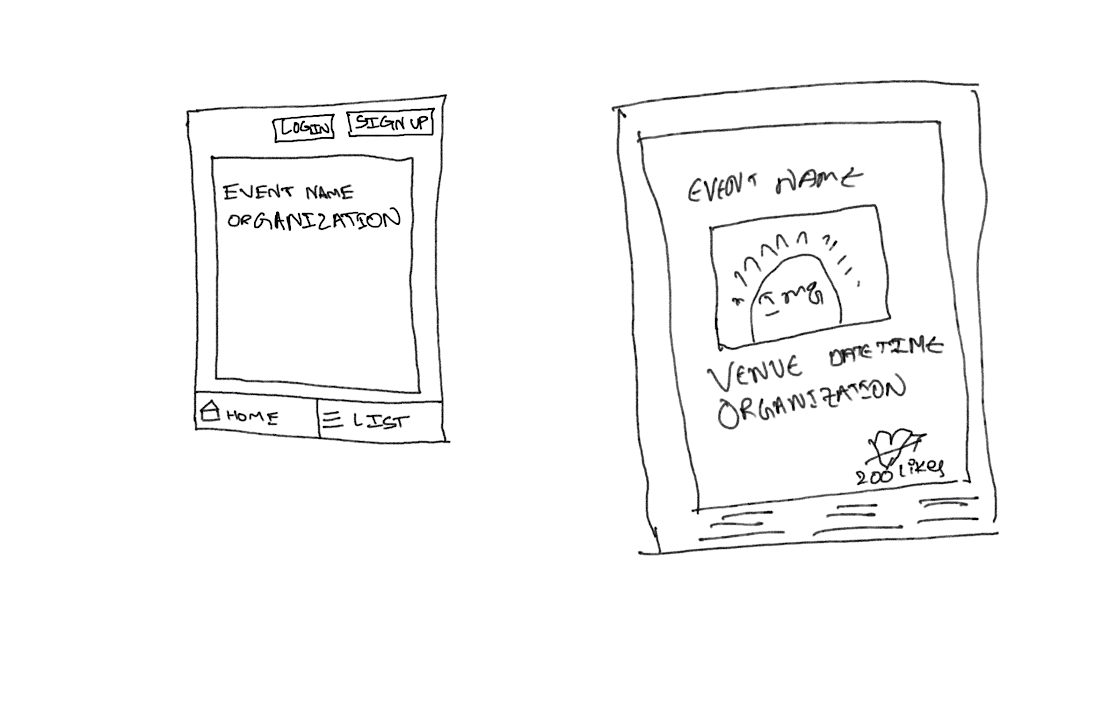 LOGIN SIGN UP
EVENT NAME
ORGANIZATION
HOME LIST
EVENT NAME
Img
VENUE DATETIME
ORGANIZATION
200 Likes